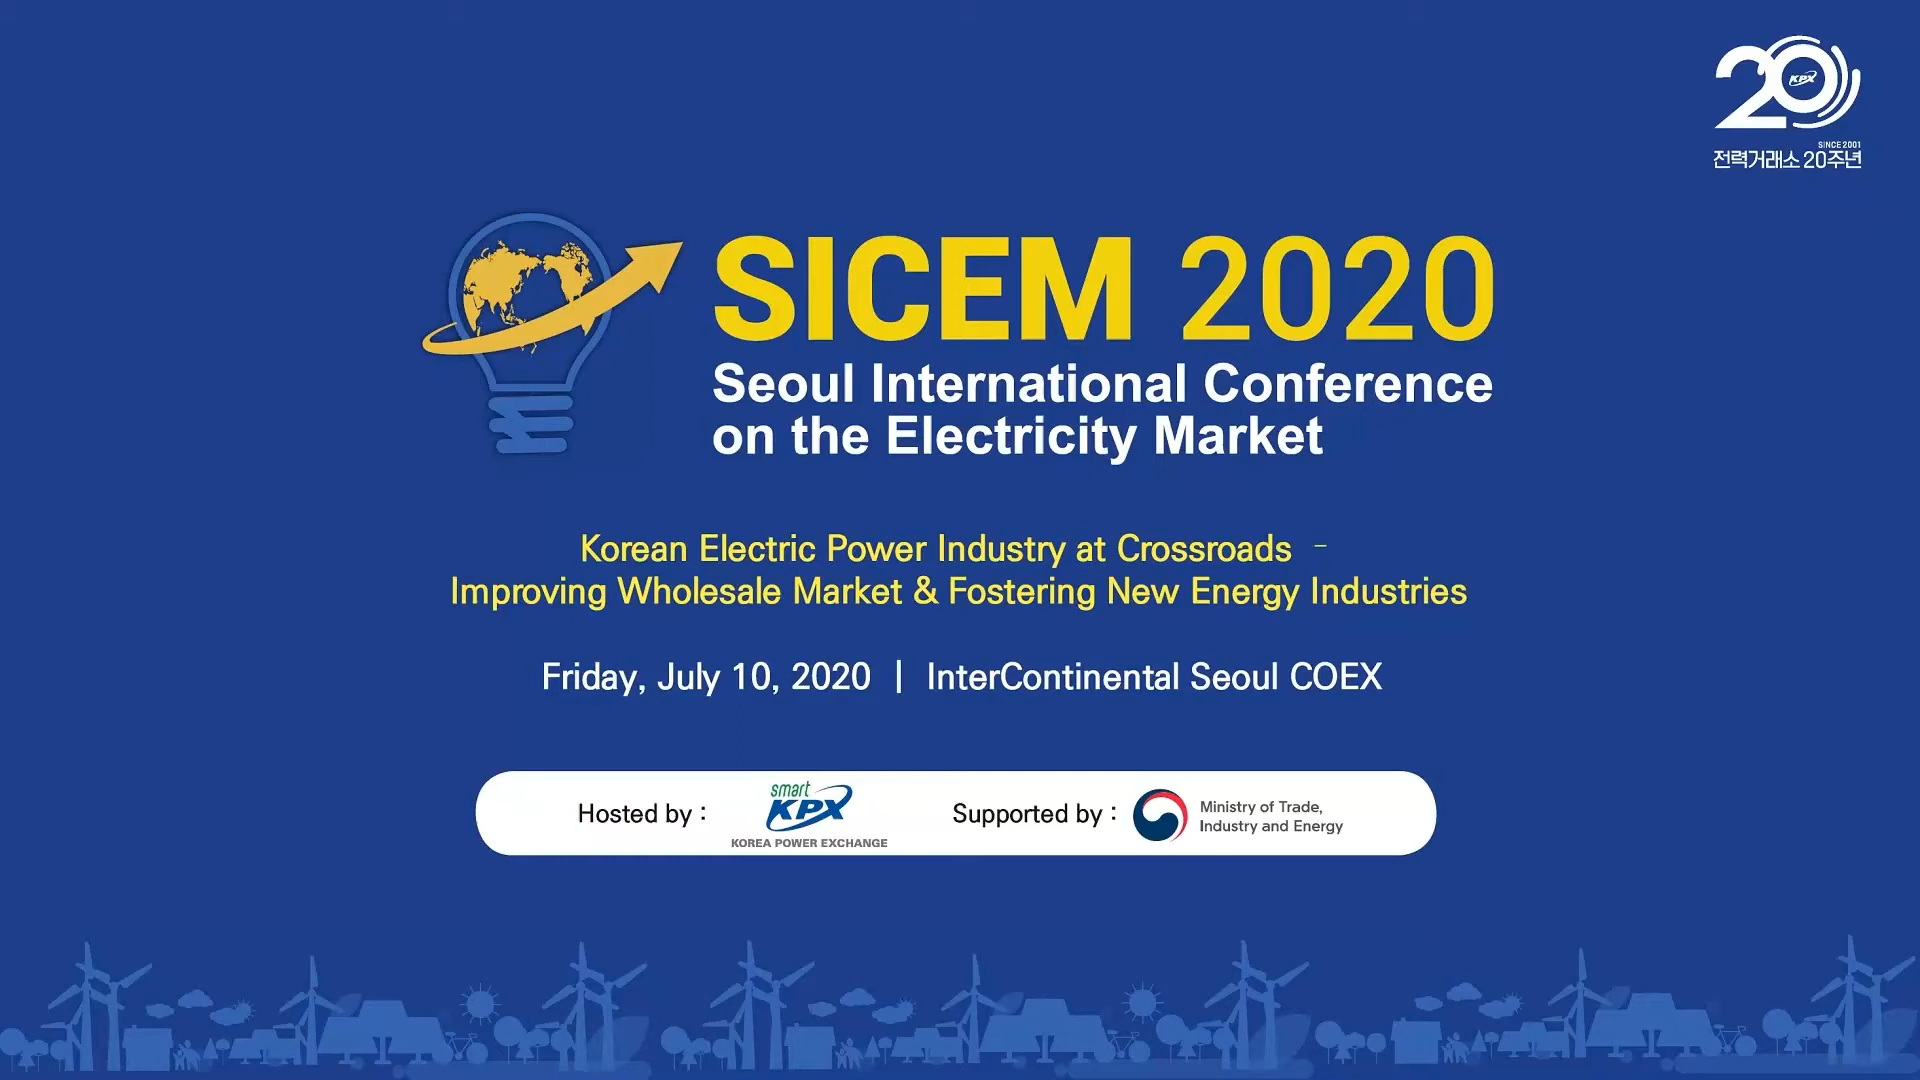 20
KPX
SINCE 2001
전력거래소 20주년
SICEM 2020
Seoul International Conference
on the Electricity Market
Korean Electric Power Industry at Crossroads -
Improving Wholesale Market & Fostering New Energy Industries
Friday, July 10, 2020 | InterContinental Seoul COEX
Hosted by :
smart
KPX
KOREA POWER EXCHANGE
Supported by :
Ministry of Trade,
Industry and Energy